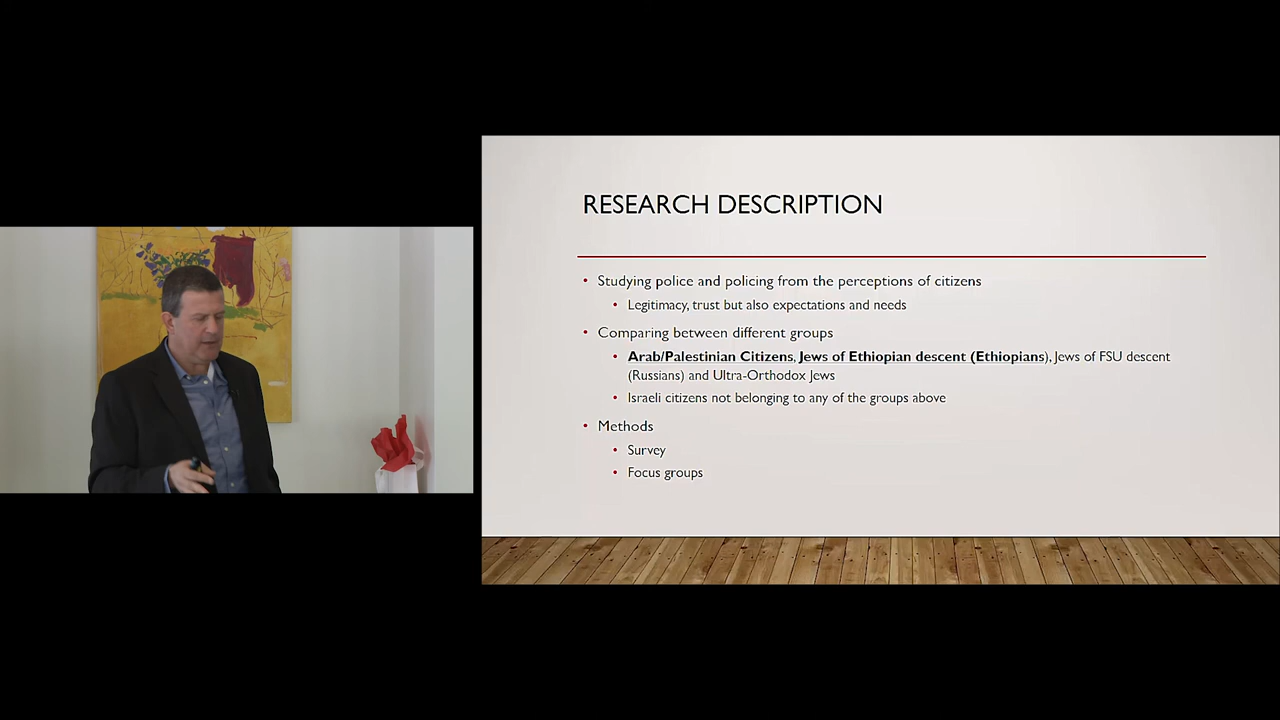 RESEARCH DESCRIPTION
• Studying police and policing from the perceptions of citizens
• Legitimacy, trust but also expectations and needs
• Comparing between different groups
• Arab/Palestinian Citizens, Jews of Ethiopian descent (Ethiopians), Jews of FSU descent
(Russians) and Ultra-Orthodox Jews
• Israeli citizens not belonging to any of the groups above
• Methods
• Survey
• Focus groups